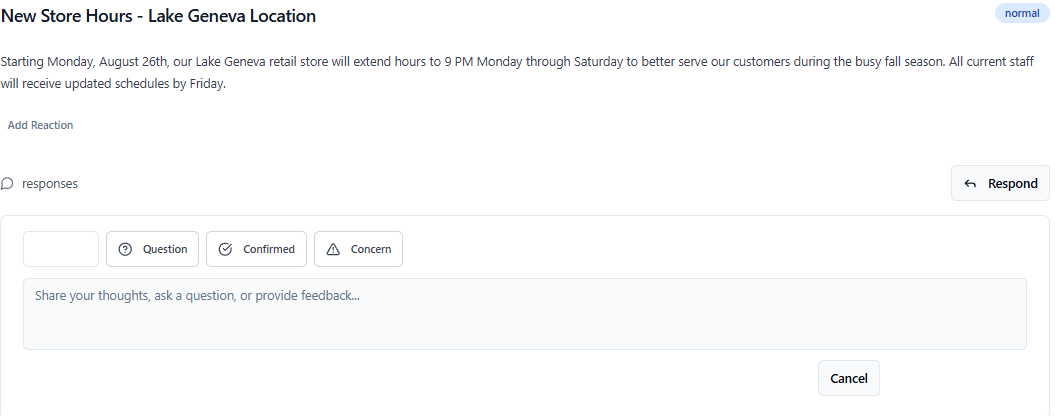 New Store Hours - Lake Geneva Location
normal
Starting Monday, August 26th, our Lake Geneva retail store will extend hours to 9 PM Monday through Saturday to better serve our customers during the busy fall season. All current staff
will receive updated schedules by Friday.
Add Reaction
responses
Respond
Question
Confirmed
Concern
Share your thoughts, ask a question, or provide feedback...
Cancel